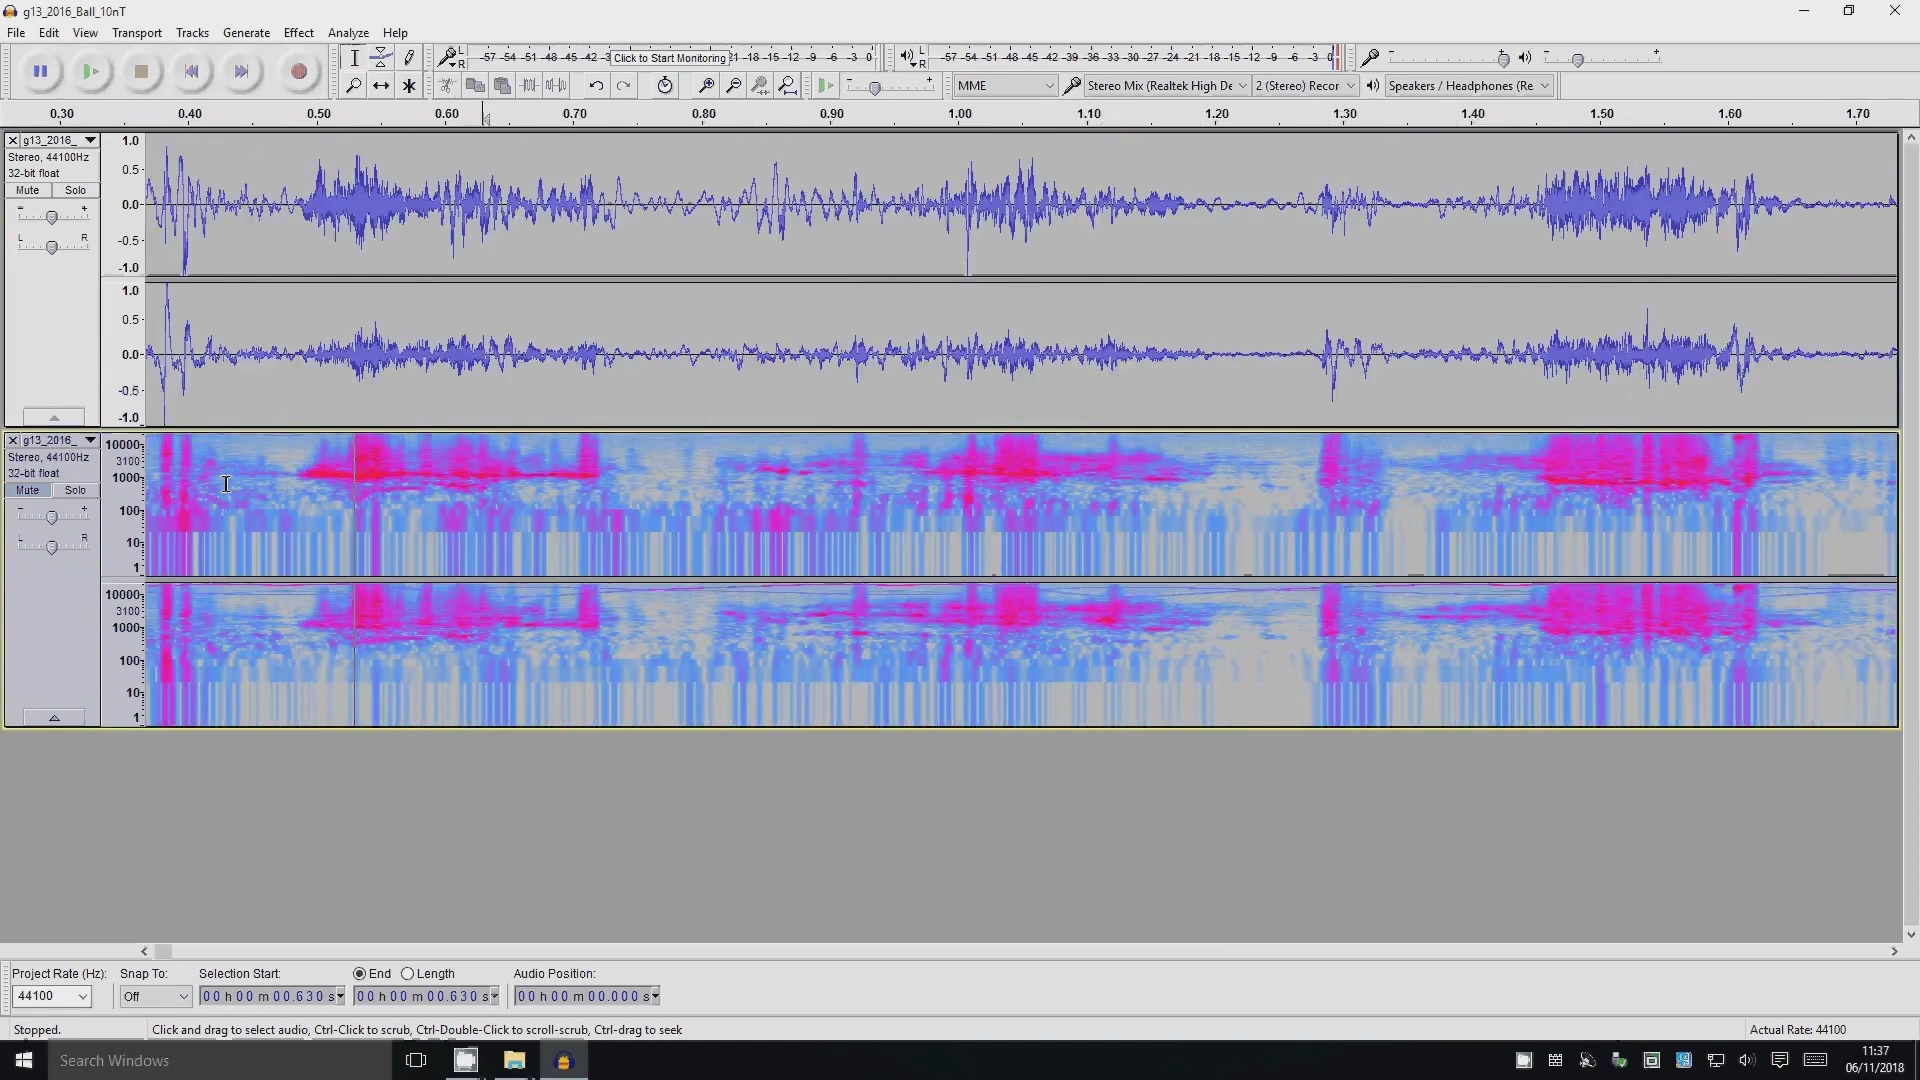 g13_2016_Ball_10nT
File Edit View Transport Tracks Generate Effect Analyze Help
L R -57 -54 -51 -48 -45 -42 -3 Click to Start Monitoring 21 -18 -15 -12 -9 -6 -3 0 L R -57 -54 -51 -48 -45 -42 -39 -36 -33 -30 -27 -24 -21 -18 -15 -12 -9 -6 -3 0
MME Stereo Mix (Realtek High De 2 (Stereo) Recor Speakers / Headphones (Re
0.30 0.40 0.50 0.60 0.70 0.80 0.90 1.00 1.10 1.20 1.30 1.40 1.50 1.60 1.70
g13_2016_ 1.0
Stereo, 44100Hz
32-bit float 0.5
Mute Solo
- + 0.0
L R -0.5
-1.0
1.0
0.5
0.0
-0.5
-1.0
g13_2016_ 10000
Stereo, 44100Hz 3100
32-bit float 1000
Mute Solo
- + 100
L R 10
1
10000
3100
1000
100
10
1
Project Rate (Hz): Snap To: Selection Start: End Length Audio Position:
44100 Off 00 h 00 m 00.630 s 00 h 00 m 00.630 s 00 h 00 m 00.000 s
Stopped. Click and drag to select audio, Ctrl-Click to scrub, Ctrl-Double-Click to scroll-scrub, Ctrl-drag to seek Actual Rate: 44100
Search Windows
11:37
06/11/2018